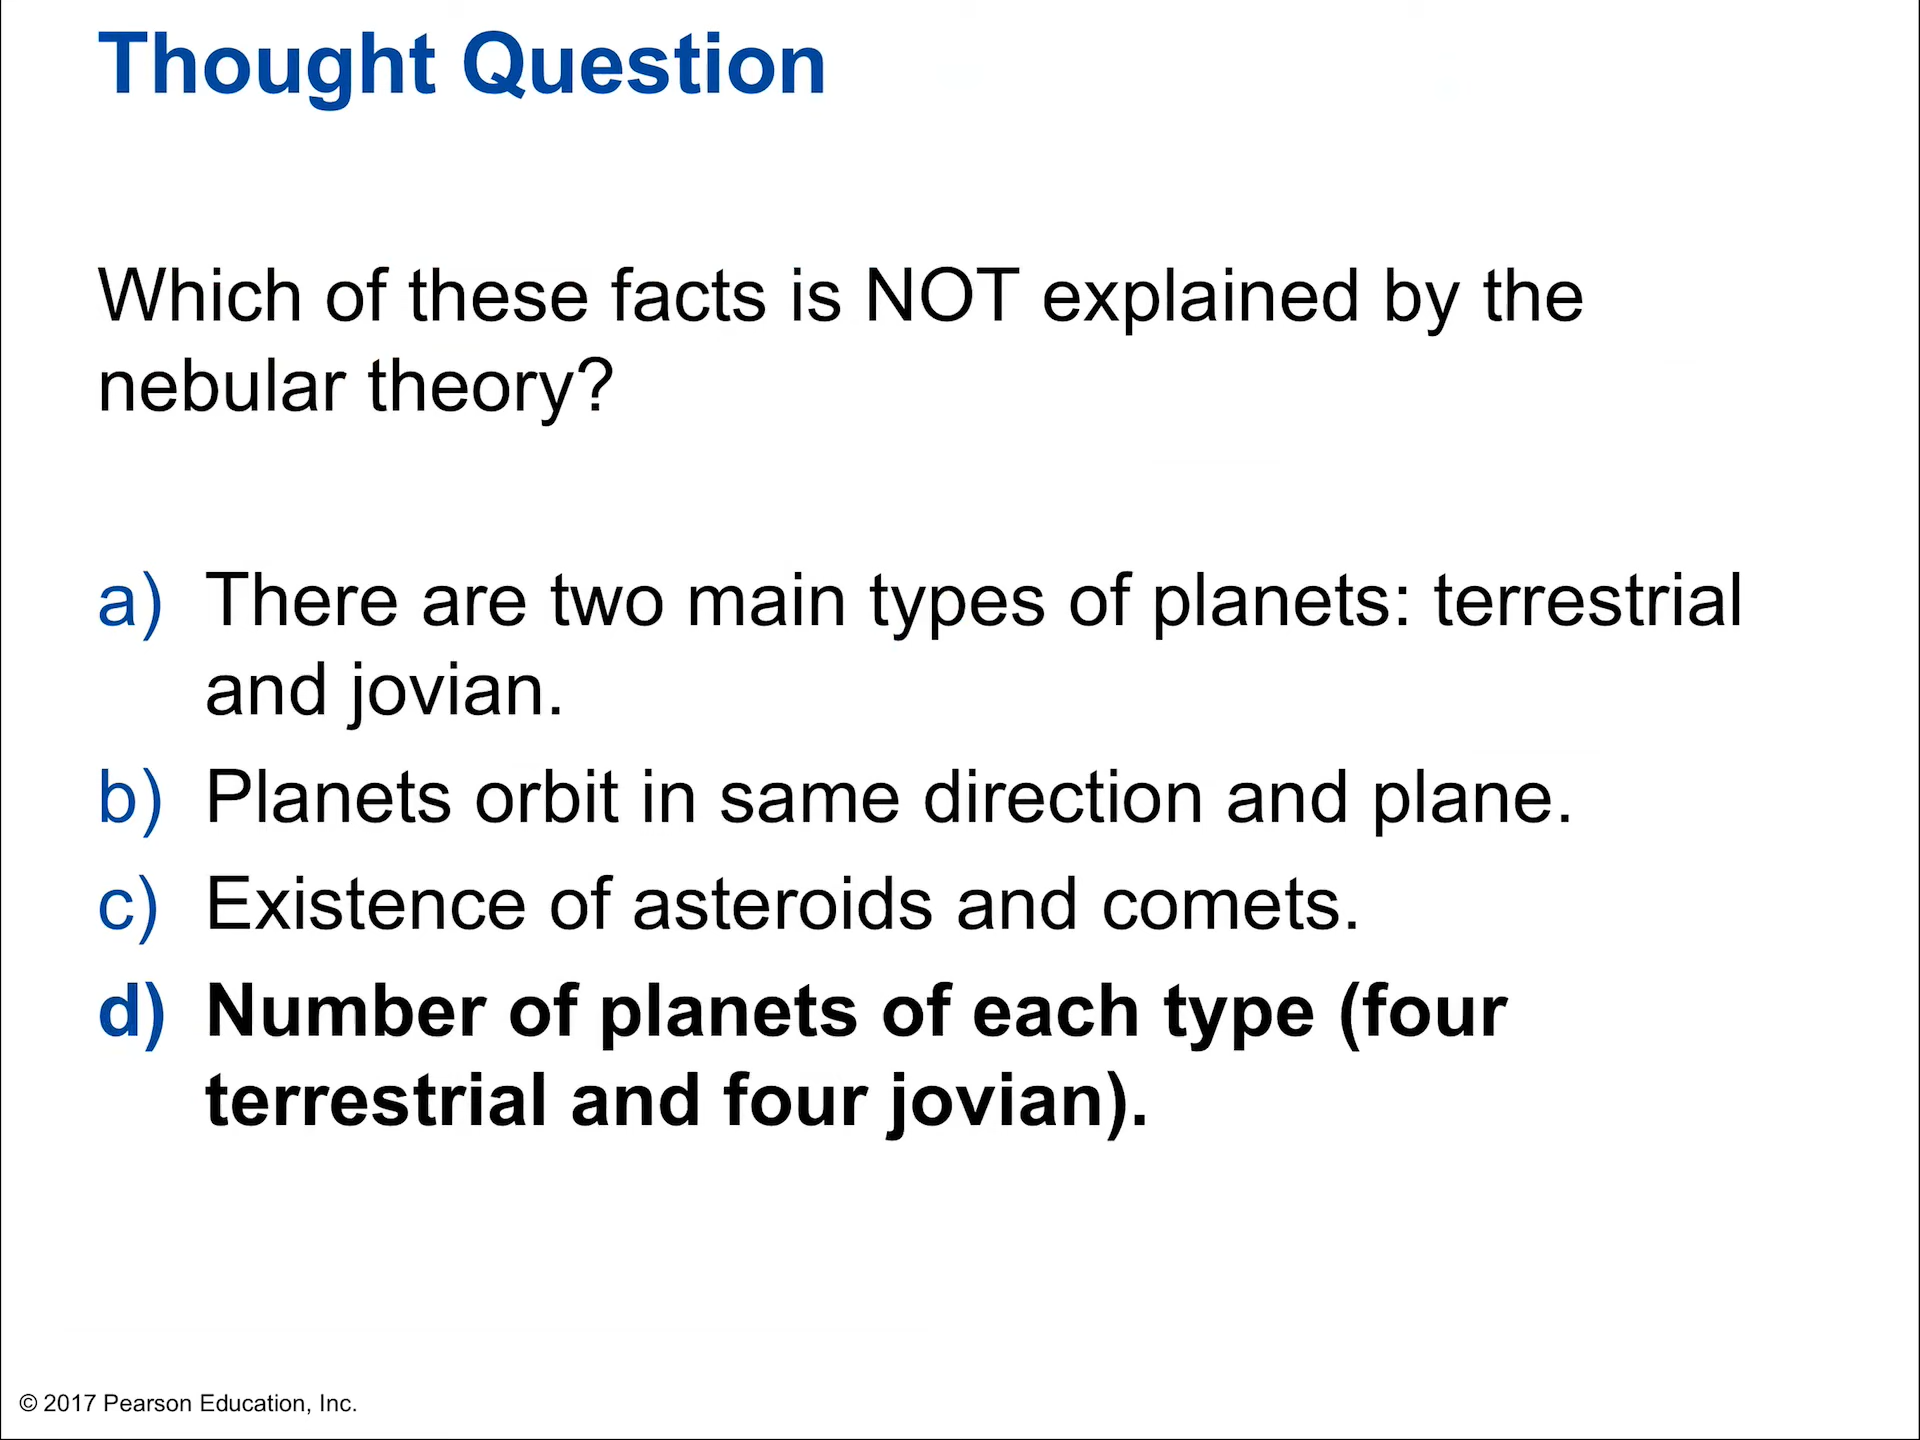 Thought Question
Which of these facts is NOT explained by the
nebular theory?
a) There are two main types of planets: terrestrial
and jovian.
b) Planets orbit in same direction and plane.
c) Existence of asteroids and comets.
d) Number of planets of each type (four
terrestrial and four jovian).
© 2017 Pearson Education, Inc.